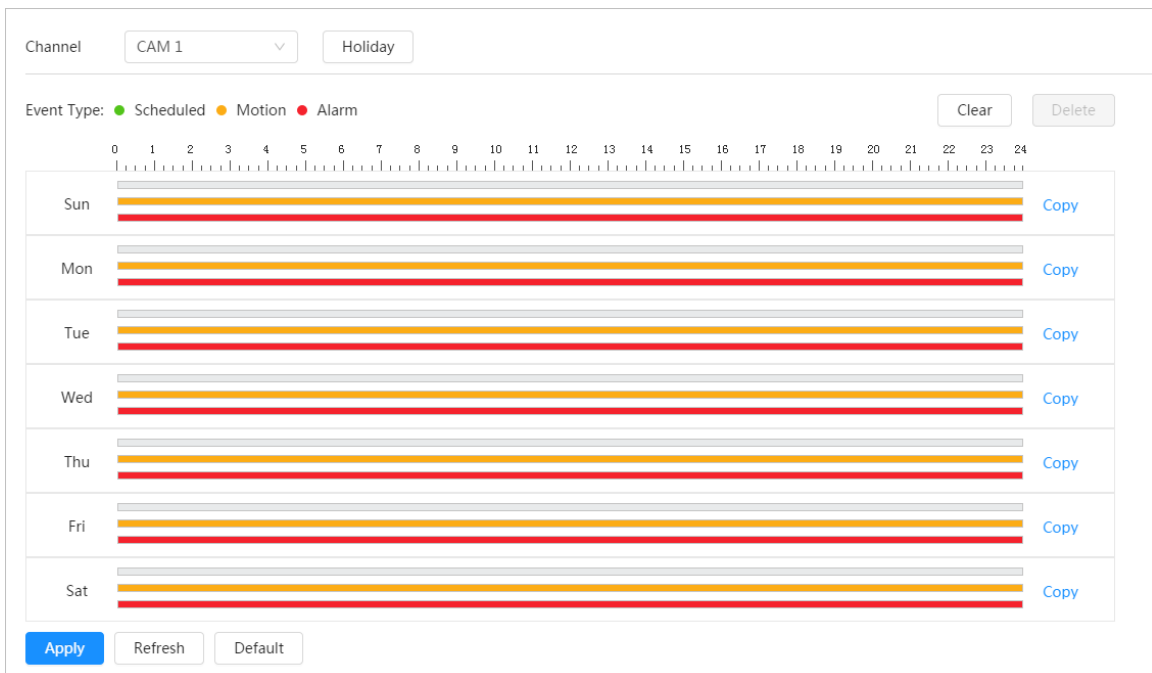 Channel CAM 1 Holiday
Event Type: Scheduled Motion Alarm Clear Delete
0 1 2 3 4 5 6 7 8 9 10 11 12 13 14 15 16 17 18 19 20 21 22 23 24
Sun Copy
Mon Copy
Tue Copy
Wed Copy
Thu Copy
Fri Copy
Sat Copy
Apply Refresh Default